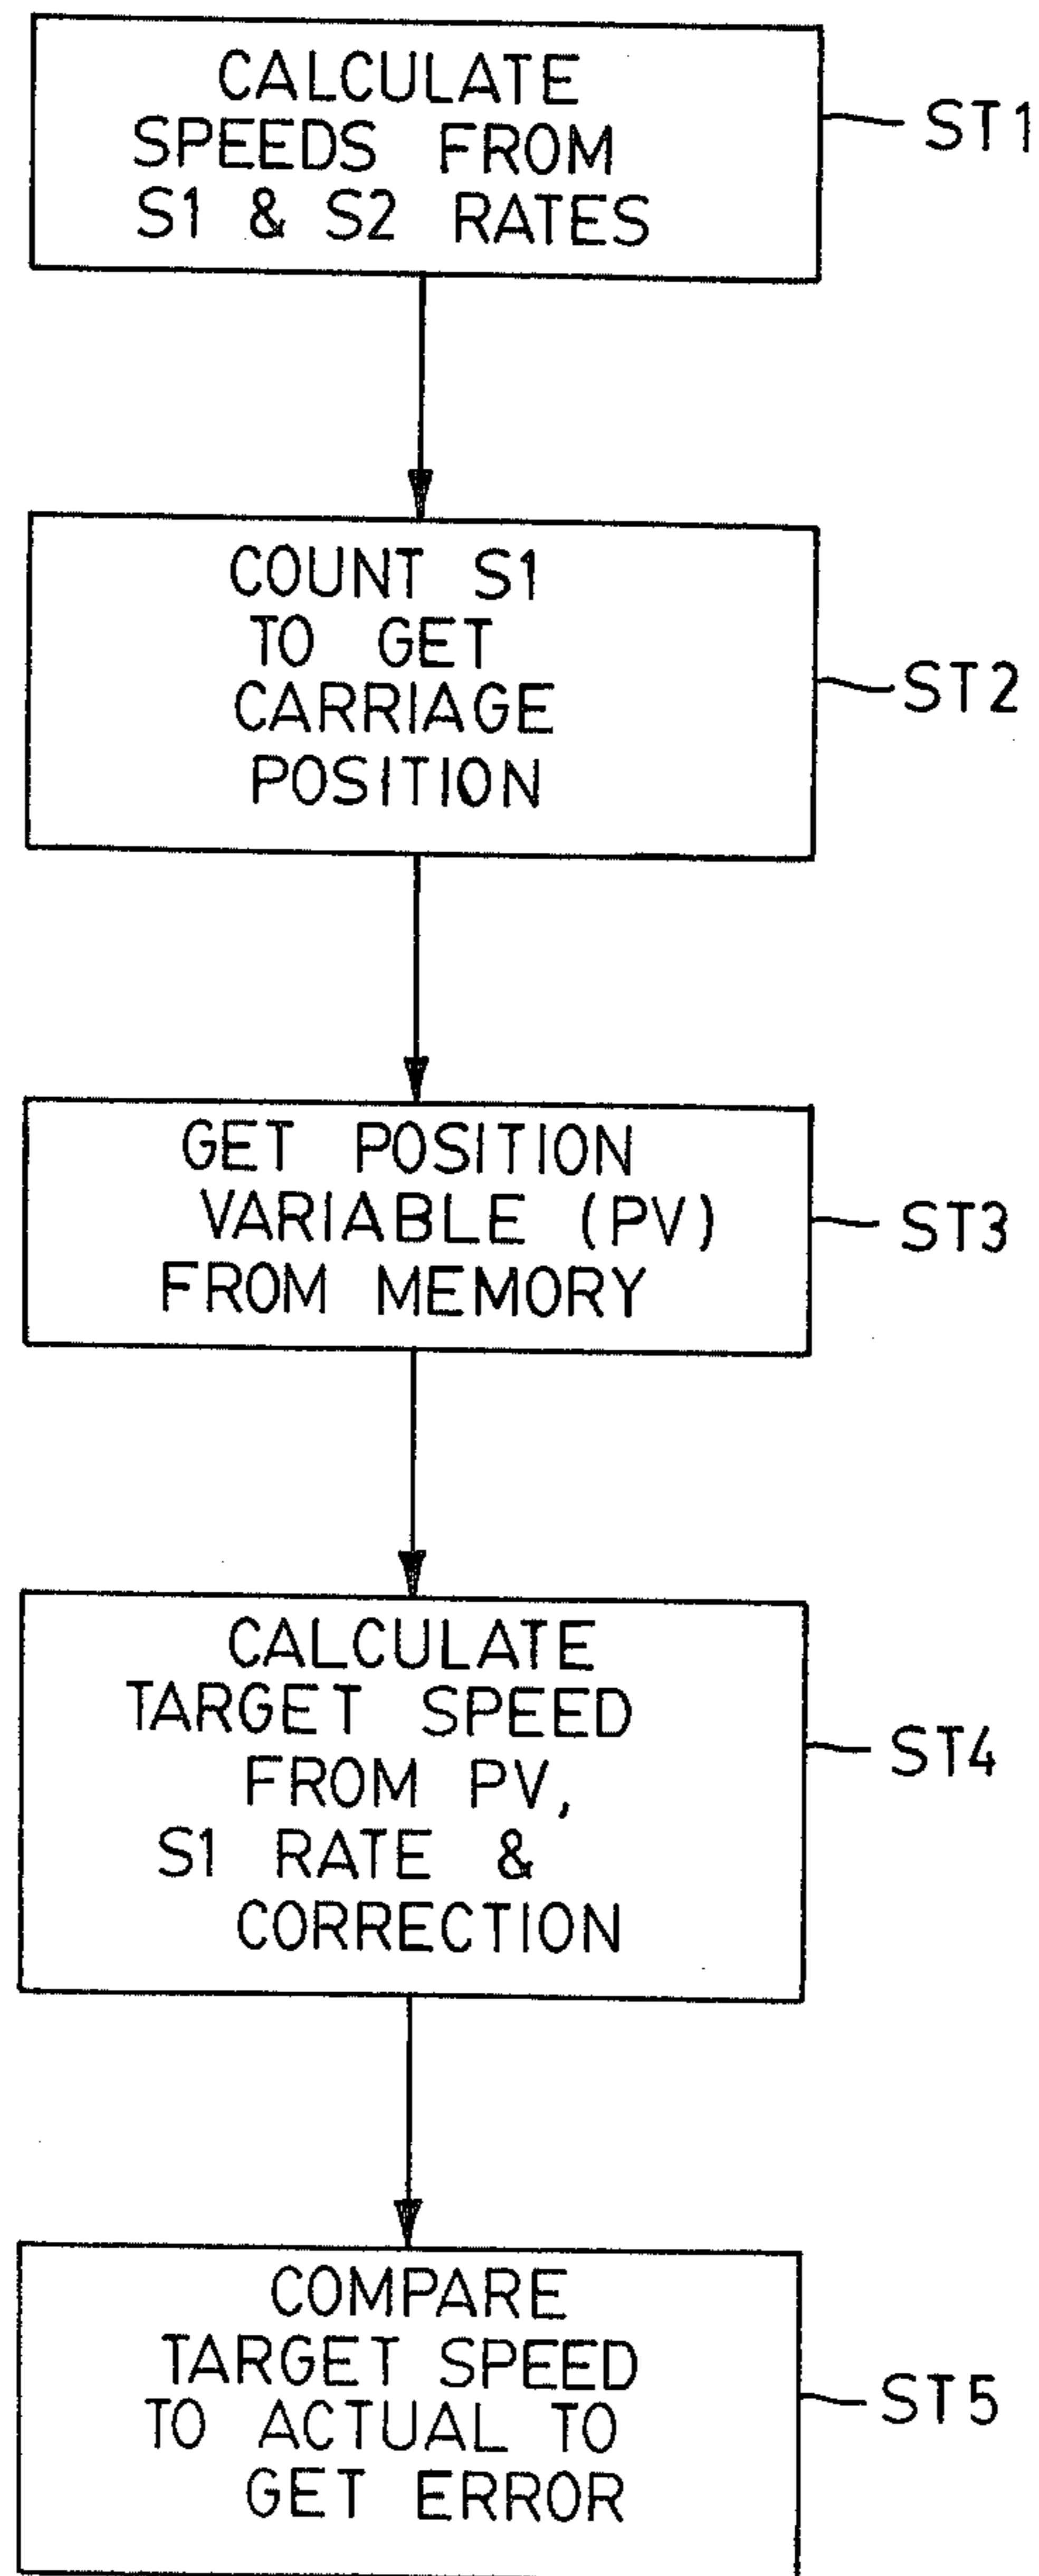 CALCULATE
SPEEDS FROM
S1 & S2 RATES
ST1
COUNT S1
TO GET
CARRIAGE
POSITION
ST2
GET POSITION
VARIABLE (PV)
FROM MEMORY
ST3
CALCULATE
TARGET SPEED
FROM PV,
S1 RATE &
CORRECTION
ST4
COMPARE
TARGET SPEED
TO ACTUAL TO
GET ERROR
ST5